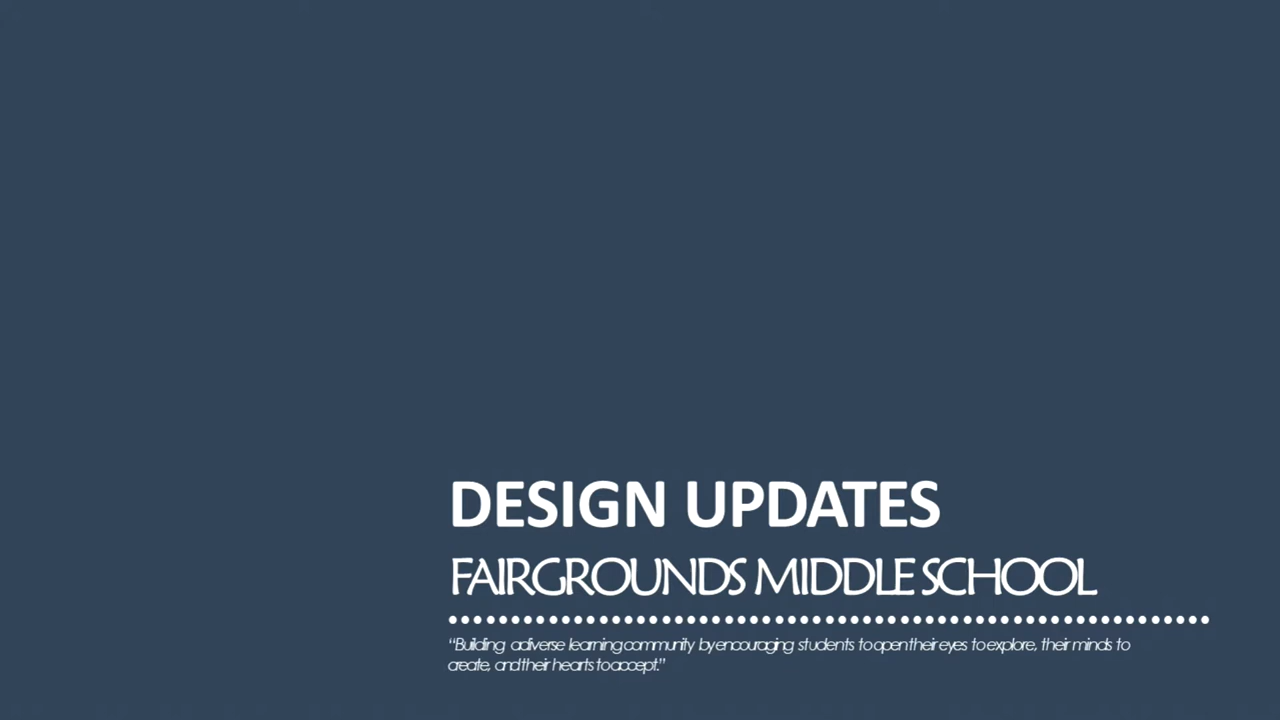 DESIGN UPDATES
FAIRGROUNDS MIDDLE SCHOOL
“Building a diverse learning community by encouraging students to open their eyes to explore, their minds to
create, and their hearts to accept.”